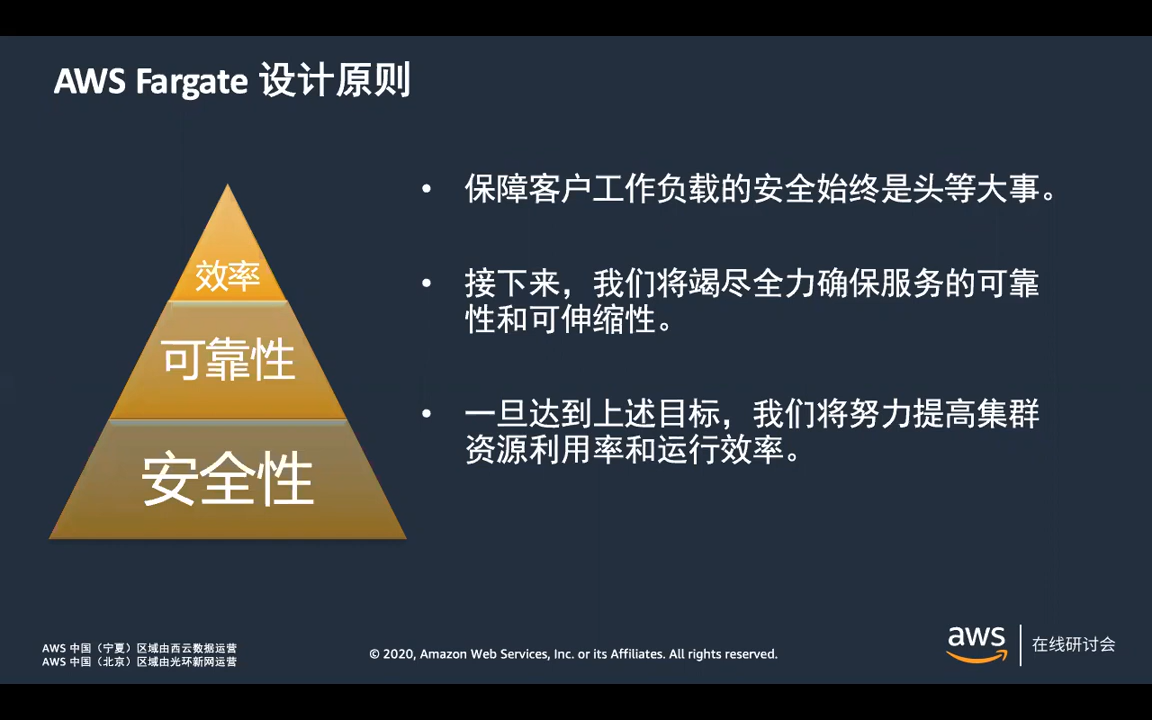 AWS Fargate 设计原则
效率
可靠性
安全性
• 保障客户工作负载的安全始终是头等大事。
• 接下来，我们将竭尽全力确保服务的可靠
性和可伸缩性。
• 一旦达到上述目标，我们将努力提高集群
资源利用率和运行效率。
AWS 中国（宁夏）区域由西云数据运营
AWS 中国（北京）区域由光环新网运营
© 2020, Amazon Web Services, Inc. or its Affiliates. All rights reserved.
aws
在线研讨会